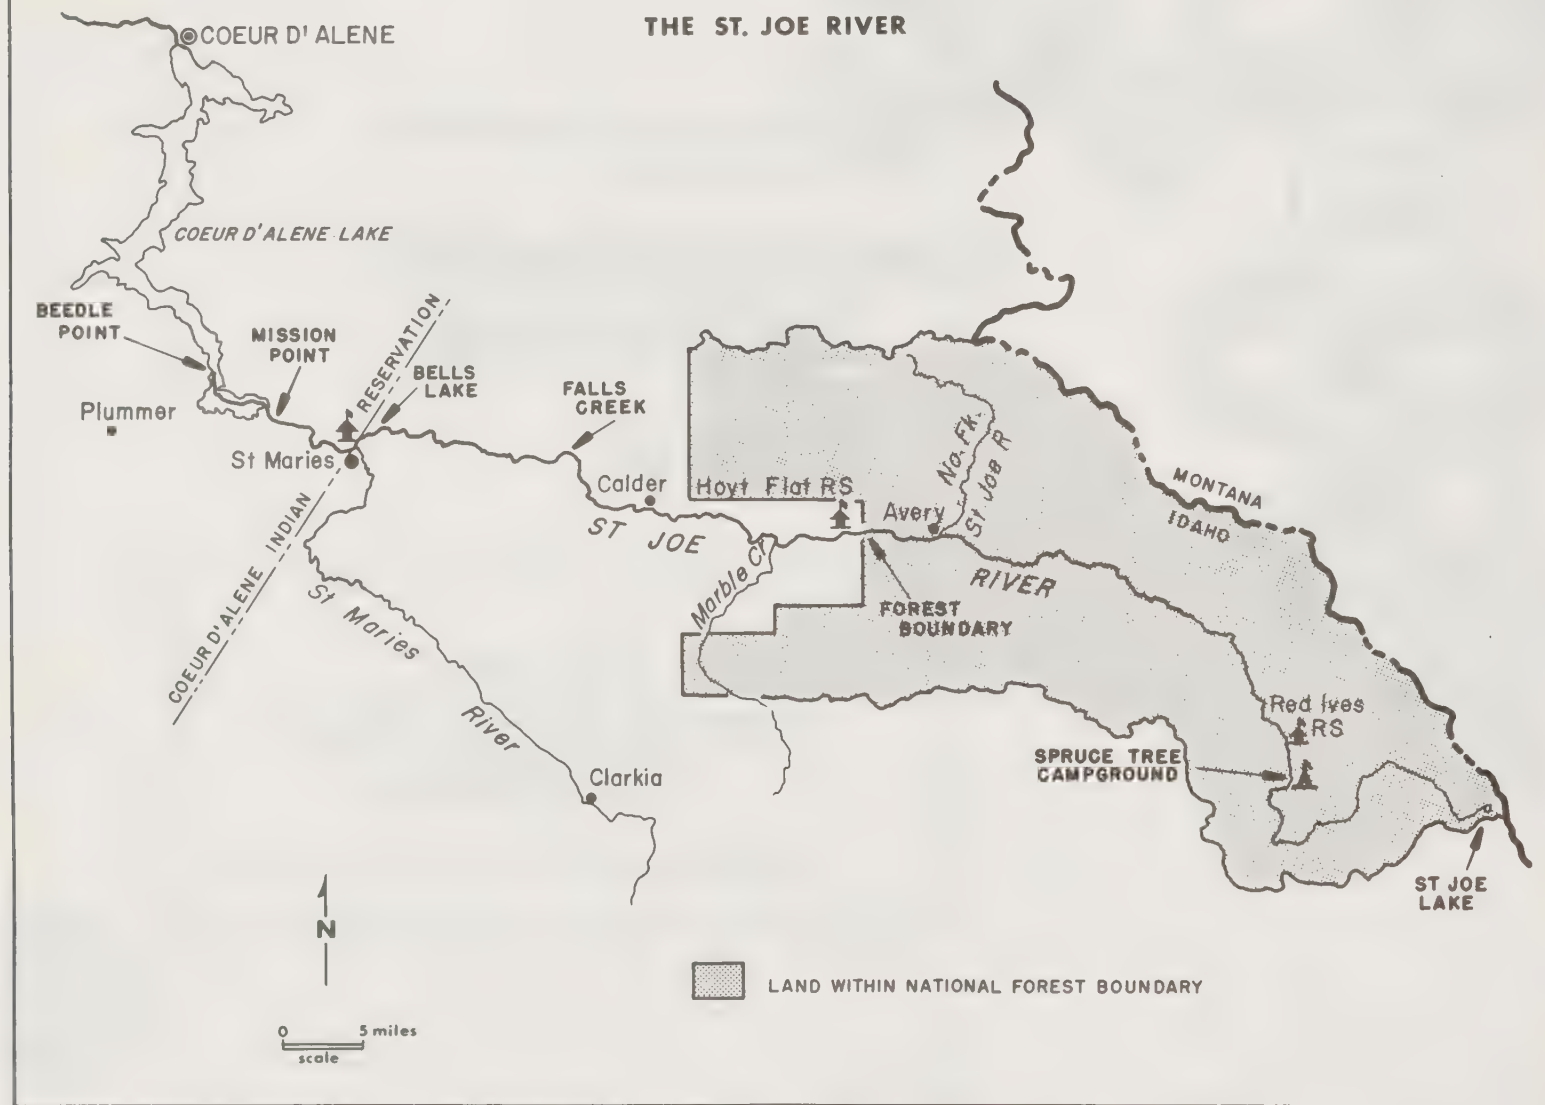 THE ST. JOE RIVER
COEUR D'ALENE
COEUR D'ALENE LAKE
BEEDLE
POINT
MISSION
POINT
RESERVATION
BELLS
LAKE
FALLS
CREEK
Plummer
St Maries
Calder
Hoyt Flat RS
Avery
No. Fk.
St Joe R
MONTANA
IDAHO
ST JOE
RIVER
Marble Cr
FOREST
BOUNDARY
COEUR D'ALENE INDIAN
St Maries
River
Clarkia
Red Ives
RS
SPRUCE TREE
CAMPGROUND
ST JOE
LAKE
N
LAND WITHIN NATIONAL FOREST BOUNDARY
0 5 miles
scale